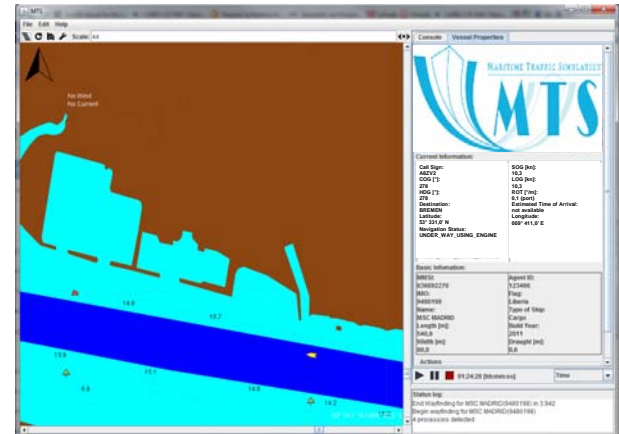 MTS
File Edit Help
Scale: 44
No Wind
No Current
14.8
13.7
13.9
15.1
6.8
14.9
14.2
Console Vessel Properties
MARITIME TRAFFIC SIMULATION
MTS
Current Information:
Call Sign:
A8ZV2
COG [°]:
278
HDG [°]:
278
Destination:
BREMEN
Latitude:
53° 331,0' N
Navigation Status:
UNDER_WAY_USING_ENGINE
SOG [kn]:
10,3
LOG [kn]:
10,3
ROT [°/m]:
0,1 (port)
Estimated Time of Arrival:
not available
Longitude:
009° 411,0' E
Basic Information:
MMSI:
636092270
IMO:
9480198
Name:
MSC MADRID
Length [m]:
540,8
Width [m]:
80,0
Agent ID:
123466
Flag:
Liberia
Type of Ship:
Cargo
Build Year:
2011
Draught [m]:
0,0
Actions
01:24:28 [hh:mm:ss] Time
Status log:
End Wayfinding for MSC MADRID(9480198) in 3.942
Begin wayfinding for MSC MADRID(9480198)
4 processors detected